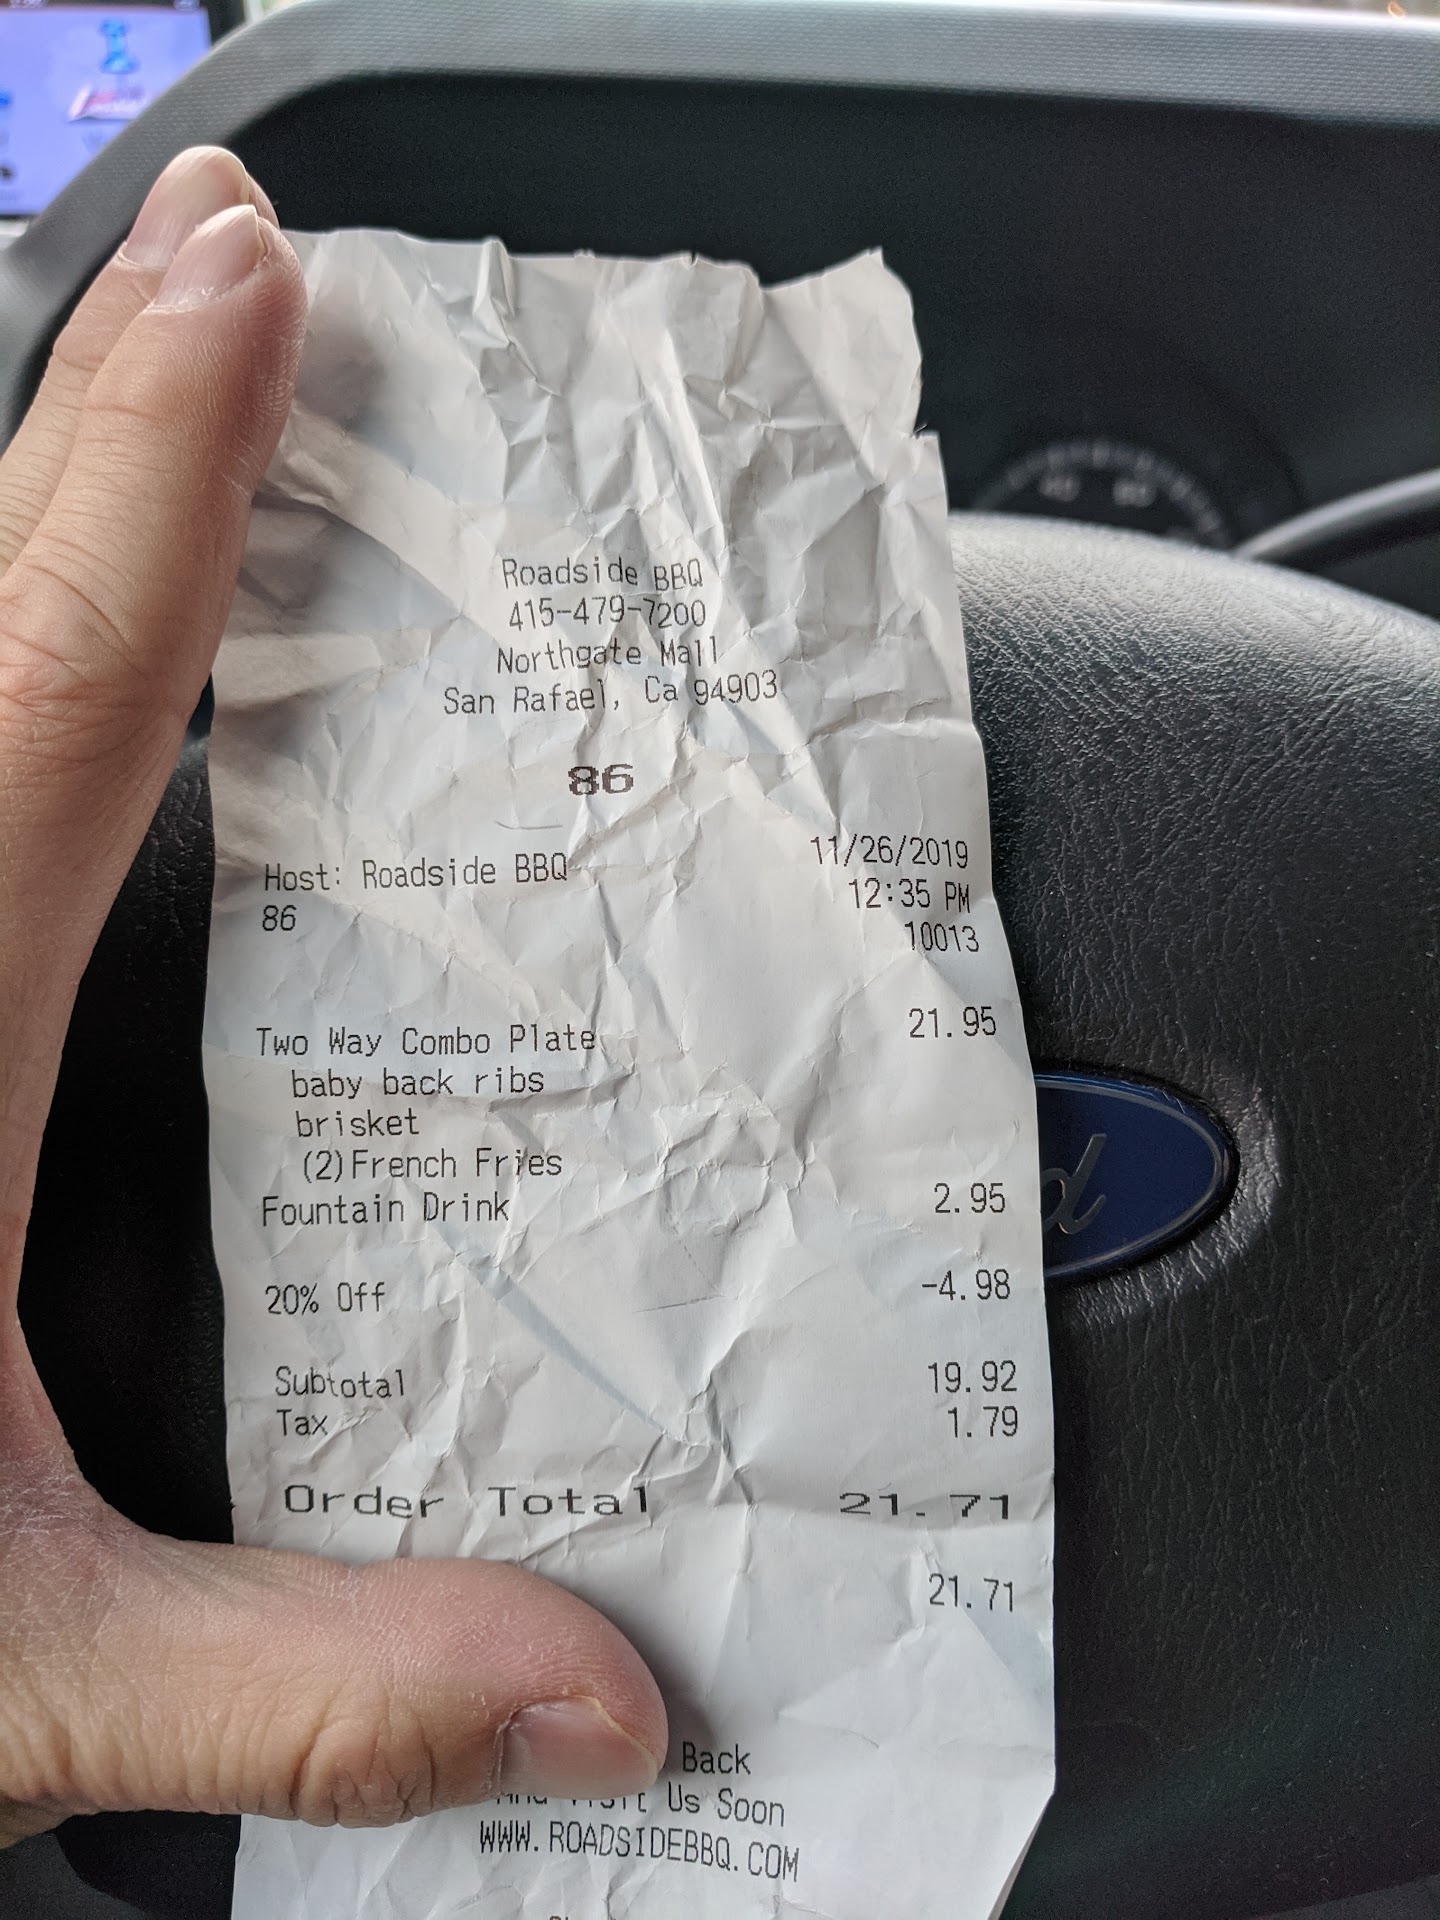 Roadside BBQ
415-479-7200
Northgate Mall
San Rafael, Ca 94903
86
Host: Roadside BBQ 11/26/2019
86 12:35 PM
10013
Two Way Combo Plate 21.95
baby back ribs
brisket
(2)French Fries
Fountain Drink 2.95
20% Off -4.98
Subtotal 19.92
Tax 1.79
Order Total 21.71
21.71
Back
Visit Us Soon
WWW.ROADSIDEBBQ.COM